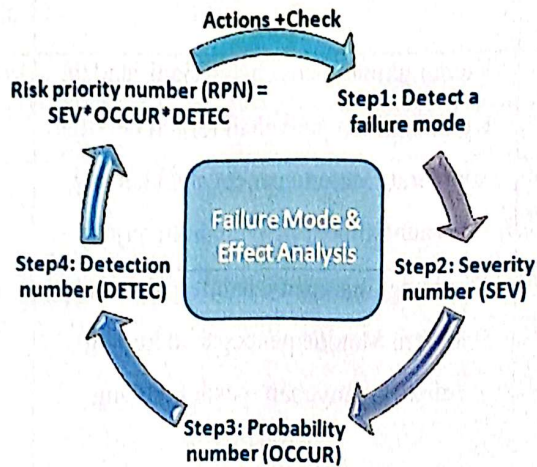 Actions +Check
Step1: Detect a
failure mode
Step2: Severity
number (SEV)
Step3: Probability
number (OCCUR)
Step4: Detection
number (DETEC)
Risk priority number (RPN) =
SEV*OCCUR*DETEC
Failure Mode &
Effect Analysis